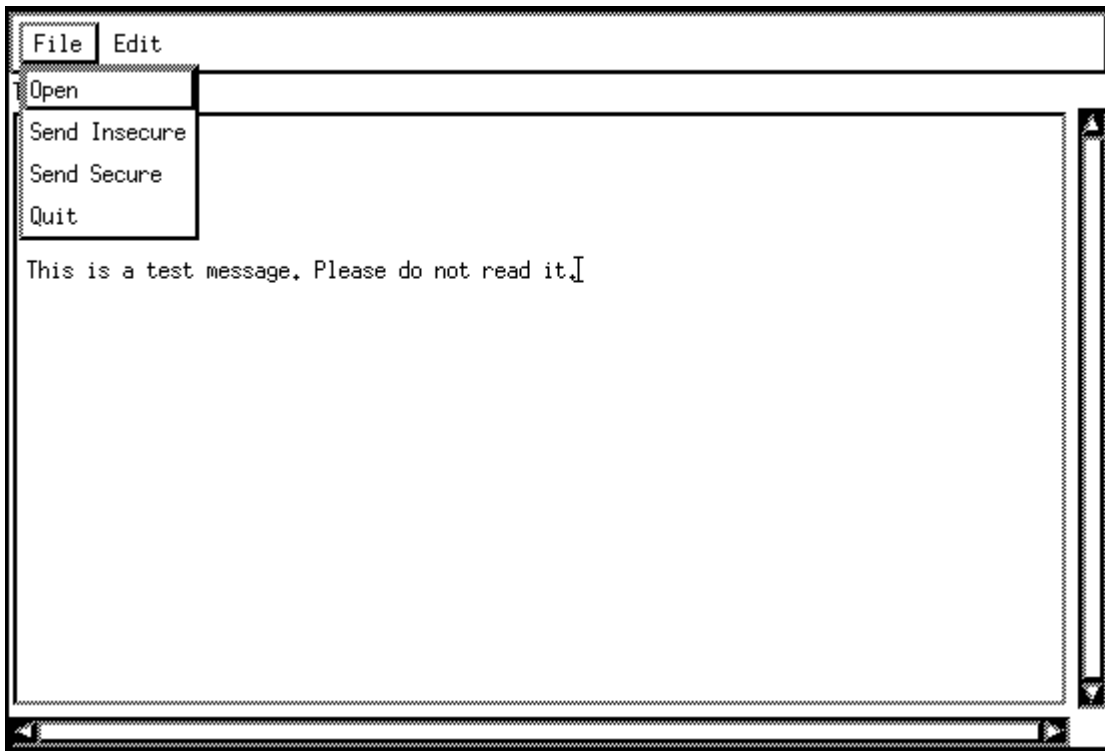 File Edit
Open
Send Insecure
Send Secure
Quit
This is a test message. Please do not read it.